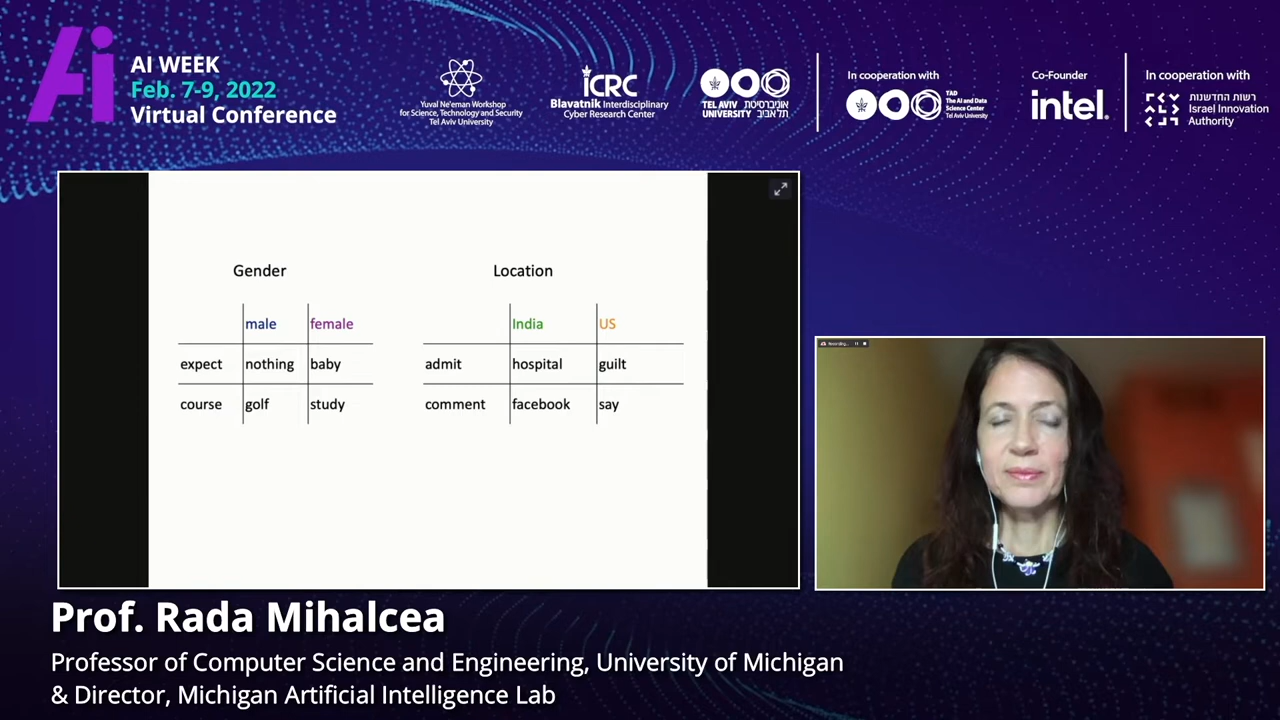 Ai
AI WEEK
Feb. 7-9, 2022
Virtual Conference
Yuval Ne'eman Workshop
for Science, Technology and Security
Tel Aviv University
iCRC
Blavatnik Interdisciplinary
Cyber Research Center
TEL AVIV אוניברסיטת
UNIVERSITY תל אביב
In cooperation with
TAD
The AI and Data
Science Center
Tel Aviv University
Co-Founder
intel.
In cooperation with
רשות החדשנות
Israel Innovation
Authority
Gender
male female
expect nothing baby
course golf study
Location
India US
admit hospital guilt
comment facebook say
Recording...
Prof. Rada Mihalcea
Professor of Computer Science and Engineering, University of Michigan
& Director, Michigan Artificial Intelligence Lab